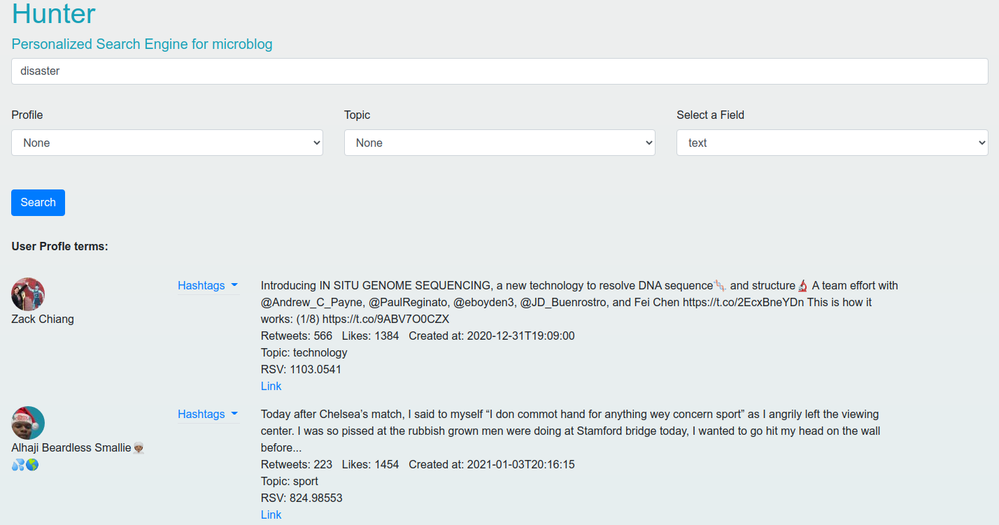 Hunter
Personalized Search Engine for microblog
disaster
Profile Topic Select a Field
None None text
Search
User Profle terms:
Zack Chiang
Hashtags
Introducing IN SITU GENOME SEQUENCING, a new technology to resolve DNA sequence🧬 and structure🔬 A team effort with
@Andrew_C_Payne, @PaulReginato, @eboyden3, @JD_Buenrostro, and Fei Chen https://t.co/2EcxBneYDn This is how it
works: (1/8) https://t.co/9ABV7O0CZX
Retweets: 566 Likes: 1384 Created at: 2020-12-31T19:09:00
Topic: technology
RSV: 1103.0541
Link
Alhaji Beardless Smallie👳🏽
💦🌎
Hashtags
Today after Chelsea’s match, I said to myself “I don commot hand for anything wey concern sport” as I angrily left the viewing
center. I was so pissed at the rubbish grown men were doing at Stamford bridge today, I wanted to go hit my head on the wall
before...
Retweets: 223 Likes: 1454 Created at: 2021-01-03T20:16:15
Topic: sport
RSV: 824.98553
Link